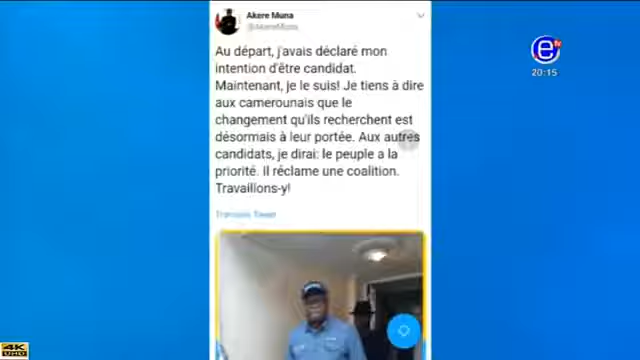 Akere Muna
@AkereMuna
Au départ, j'avais déclaré mon
intention d'être candidat.
Maintenant, je le suis! Je tiens à dire
aux camerounais que le
changement qu'ils recherchent est
désormais à leur portée. Aux autres
candidats, je dirai: le peuple a la
priorité. Il réclame une coalition.
Travaillons-y!
Translate Tweet
e tv
20:15
4K
UHD